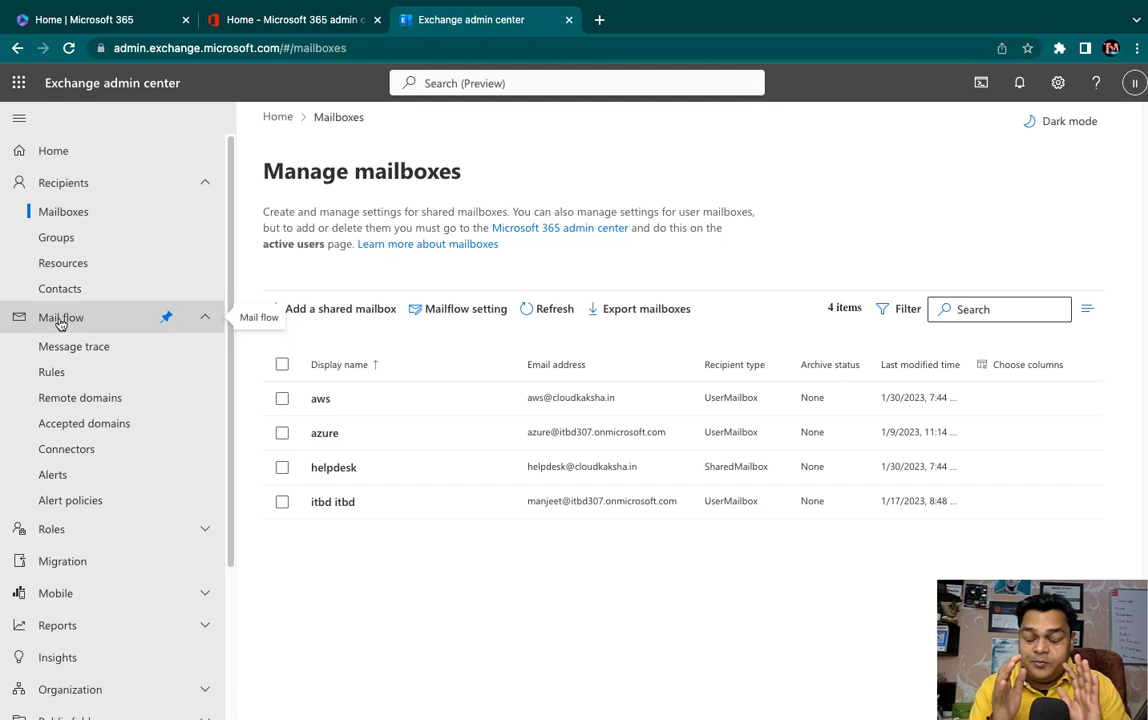 Home | Microsoft 365
Home - Microsoft 365 admin c
Exchange admin center
admin.exchange.microsoft.com/#/mailboxes
Exchange admin center
Search (Preview)
II
Home > Mailboxes
Dark mode
Home
Recipients
Mailboxes
Groups
Resources
Contacts
Mail flow
Mail flow
Message trace
Rules
Remote domains
Accepted domains
Connectors
Alerts
Alert policies
Roles
Migration
Mobile
Reports
Insights
Organization
Manage mailboxes
Create and manage settings for shared mailboxes. You can also manage settings for user mailboxes,
but to add or delete them you must go to the Microsoft 365 admin center and do this on the
active users page. Learn more about mailboxes
Add a shared mailbox Mailflow setting Refresh Export mailboxes 4 items Filter Search
Display name ↑ Email address Recipient type Archive status Last modified time Choose columns
aws aws@cloudkaksha.in UserMailbox None 1/30/2023, 7:44 ...
azure azure@itbd307.onmicrosoft.com UserMailbox None 1/9/2023, 11:14 ...
helpdesk helpdesk@cloudkaksha.in SharedMailbox None 1/30/2023, 7:44 ...
itbd itbd manjeet@itbd307.onmicrosoft.com UserMailbox None 1/17/2023, 8:48 ...